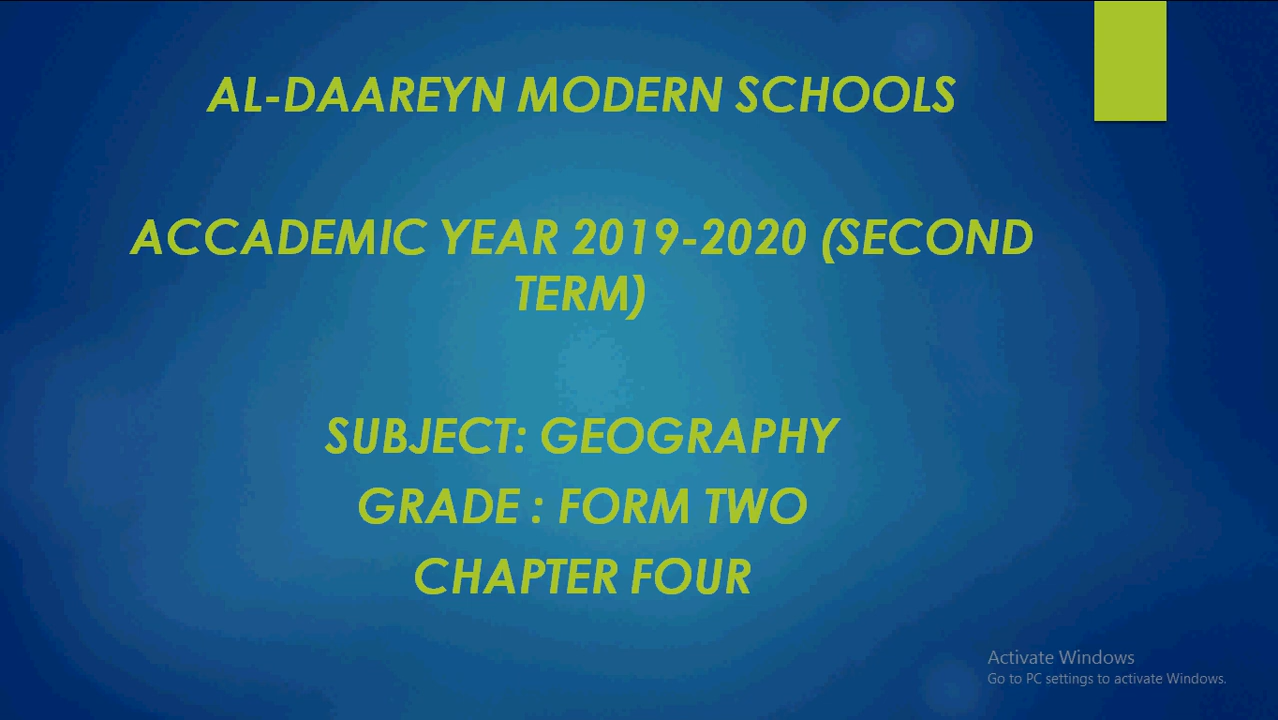 AL-DAAREYN MODERN SCHOOLS
ACCADEMIC YEAR 2019-2020 (SECOND
TERM)
SUBJECT: GEOGRAPHY
GRADE : FORM TWO
CHAPTER FOUR
Activate Windows
Go to PC settings to activate Windows.